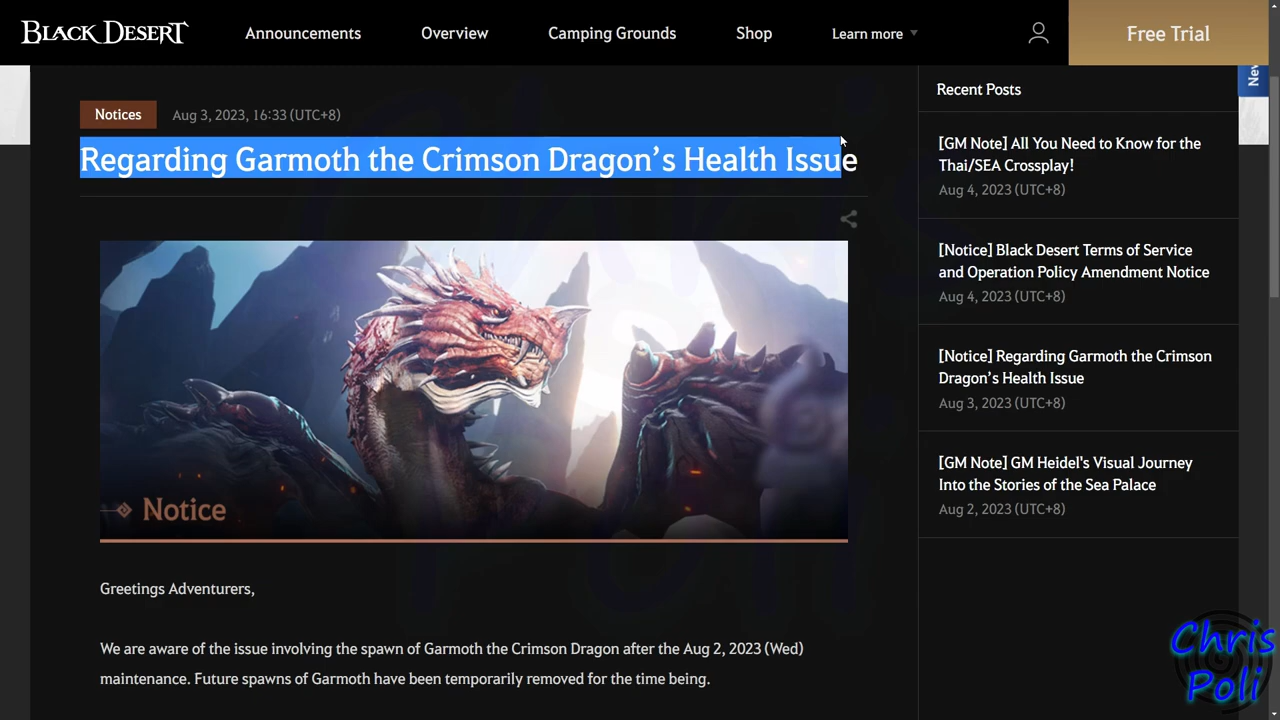 BLACK DESERT
Announcements
Overview
Camping Grounds
Shop
Learn more
Free Trial
Notices
Aug 3, 2023, 16:33 (UTC+8)
Regarding Garmoth the Crimson Dragon’s Health Issue
Notice
Greetings Adventurers,
We are aware of the issue involving the spawn of Garmoth the Crimson Dragon after the Aug 2, 2023 (Wed)
maintenance. Future spawns of Garmoth have been temporarily removed for the time being.
Recent Posts
[GM Note] All You Need to Know for the
Thai/SEA Crossplay!
Aug 4, 2023 (UTC+8)
[Notice] Black Desert Terms of Service
and Operation Policy Amendment Notice
Aug 4, 2023 (UTC+8)
[Notice] Regarding Garmoth the Crimson
Dragon’s Health Issue
Aug 3, 2023 (UTC+8)
[GM Note] GM Heidel's Visual Journey
Into the Stories of the Sea Palace
Aug 2, 2023 (UTC+8)
Chris
Poli